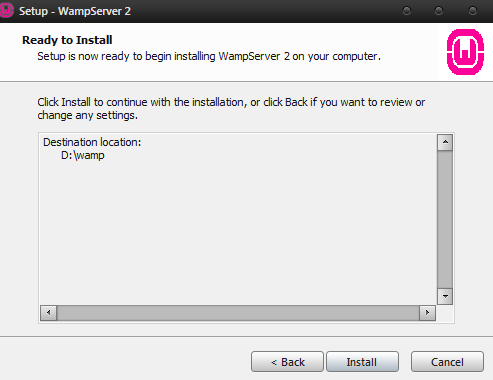 Setup - WampServer 2
Ready to Install
Setup is now ready to begin installing WampServer 2 on your computer.
Click Install to continue with the installation, or click Back if you want to review or
change any settings.
Destination location:
D:\wamp
< Back
Install
Cancel